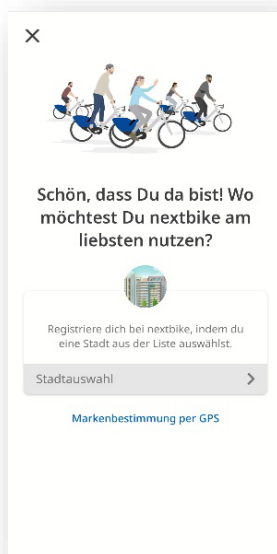 Schön, dass Du da bist! Wo
möchtest Du nextbike am
liebsten nutzen?
Registriere dich bei nextbike, indem du
eine Stadt aus der Liste auswählst.
Stadtauswahl
Markenbestimmung per GPS